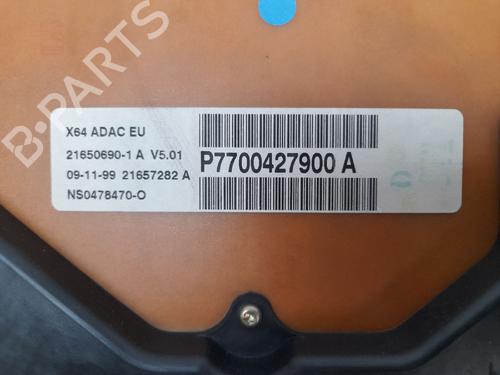 B-PARTS
X64 ADAC EU
21650690-1 A V5.01
09-11-99 21657282 A
NS0478470-O
P7700427900 A